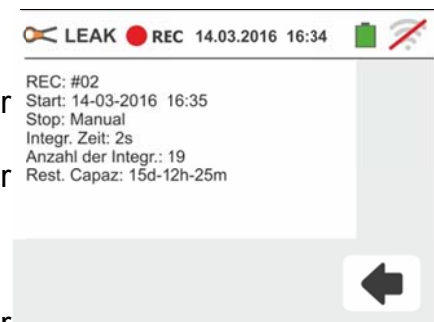 LEAK REC 14.03.2016 16:34
REC: #02
r Start: 14-03-2016 16:35
Stop: Manual
Integr. Zeit: 2s
Anzahl der Integr.: 19
r Rest. Capaz: 15d-12h-25m
r